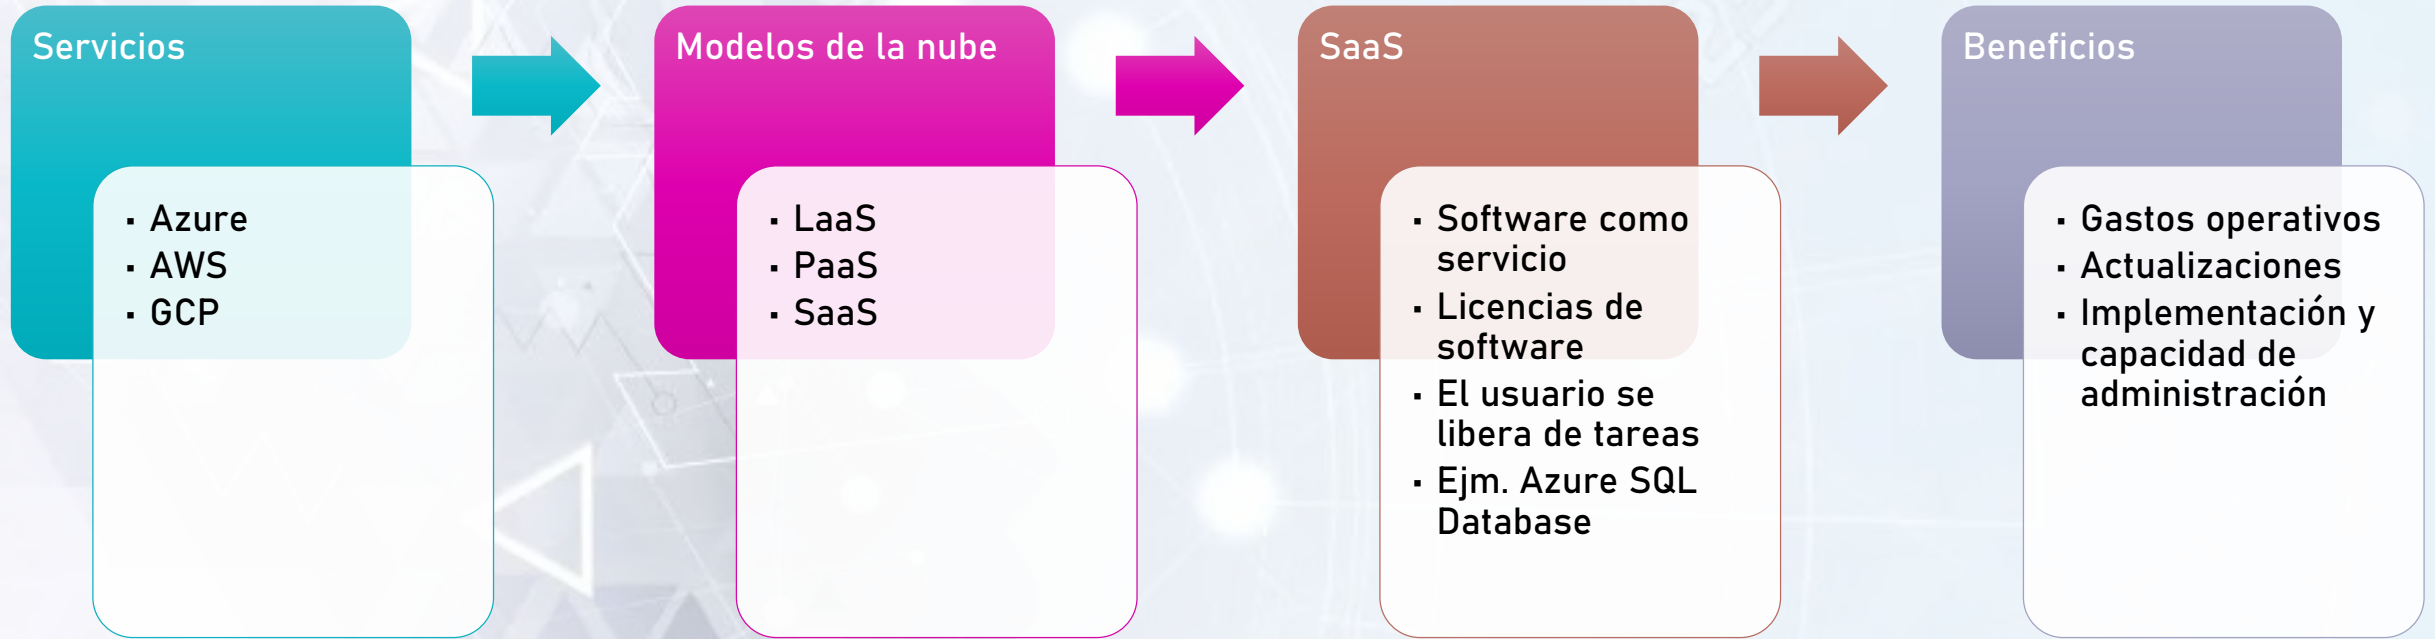 Servicios
▪ Azure
▪ AWS
▪ GCP
Modelos de la nube
▪ LaaS
▪ PaaS
▪ SaaS
SaaS
▪ Software como
servicio
▪ Licencias de
software
▪ El usuario se
libera de tareas
▪ Ejm. Azure SQL
Database
Beneficios
▪ Gastos operativos
▪ Actualizaciones
▪ Implementación y
capacidad de
administración